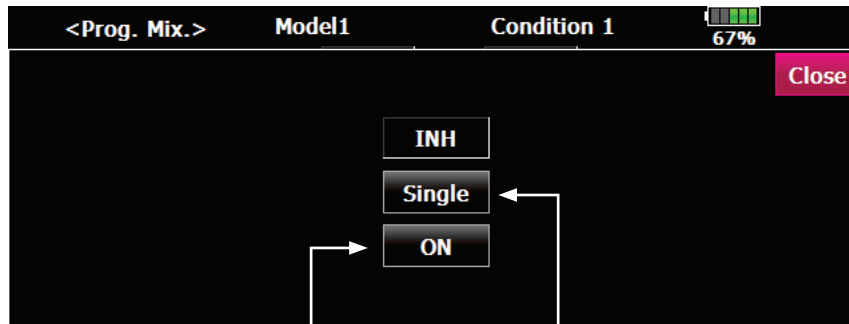 <Prog. Mix.> Model1 Condition 1 67%
Close
INH
Single
ON